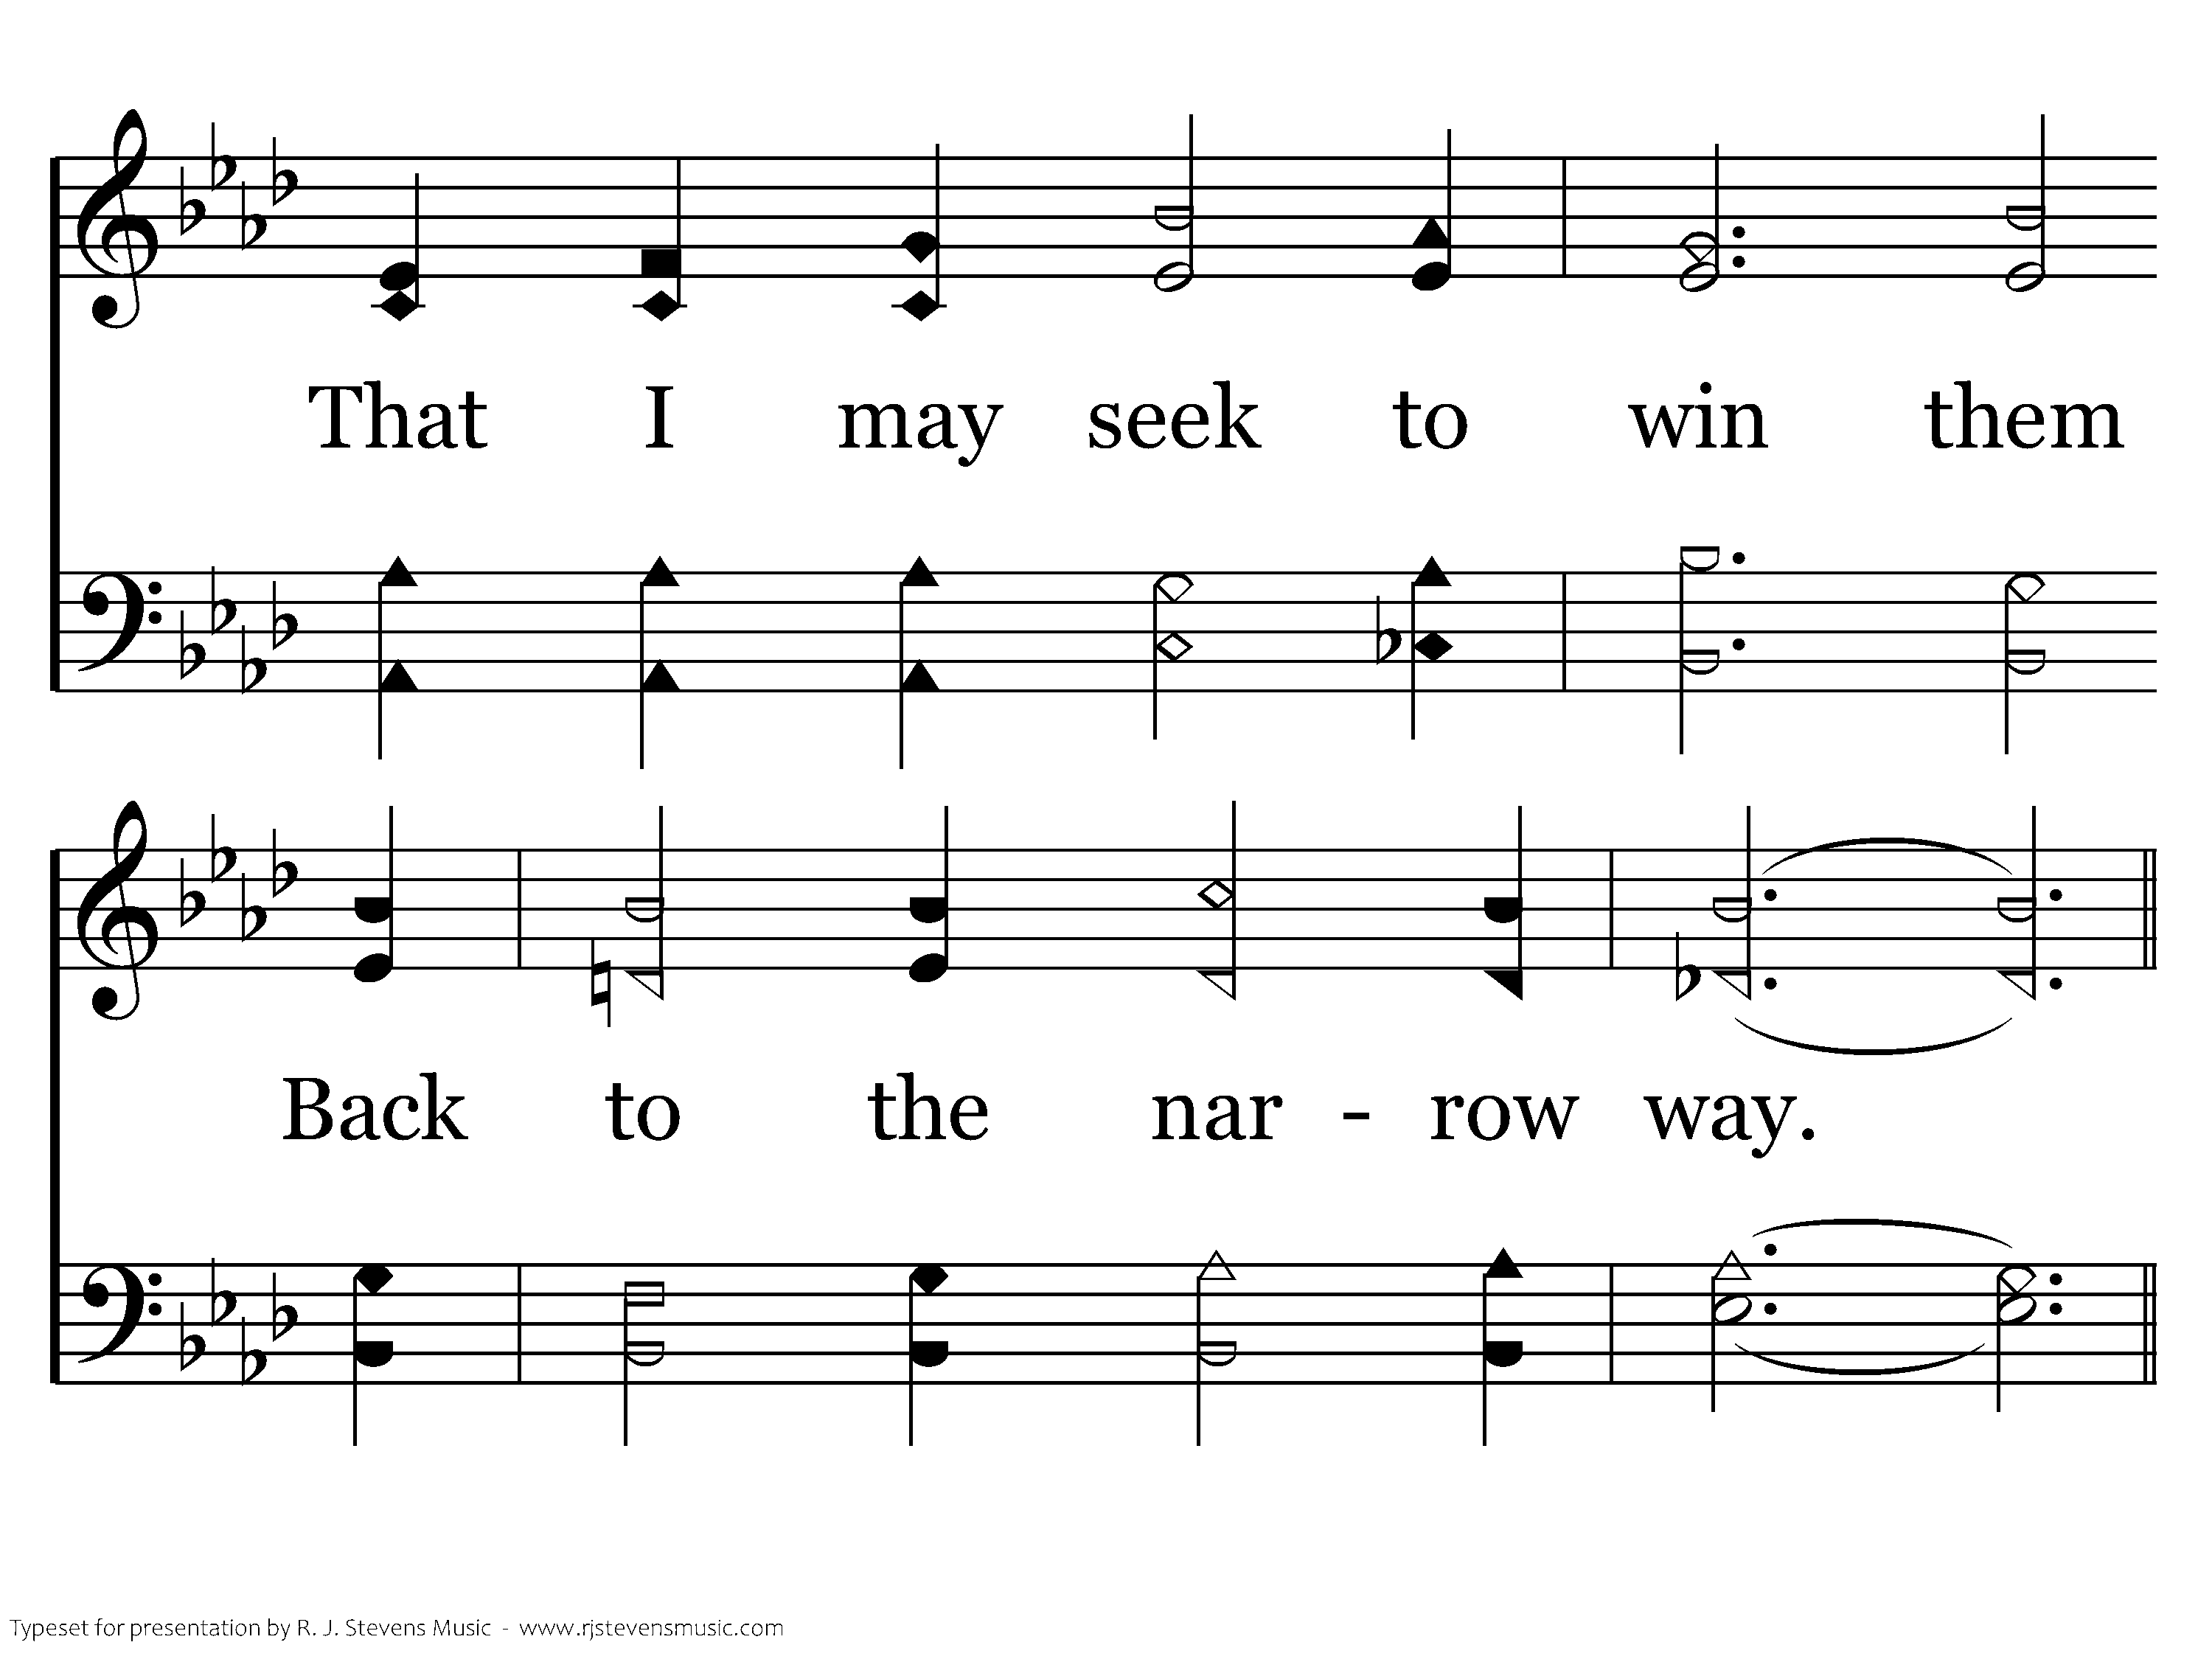 That I may seek to win them
Back to the nar - row way.
Typeset for presentation by R. J. Stevens Music - www.rjstevensmusic.com